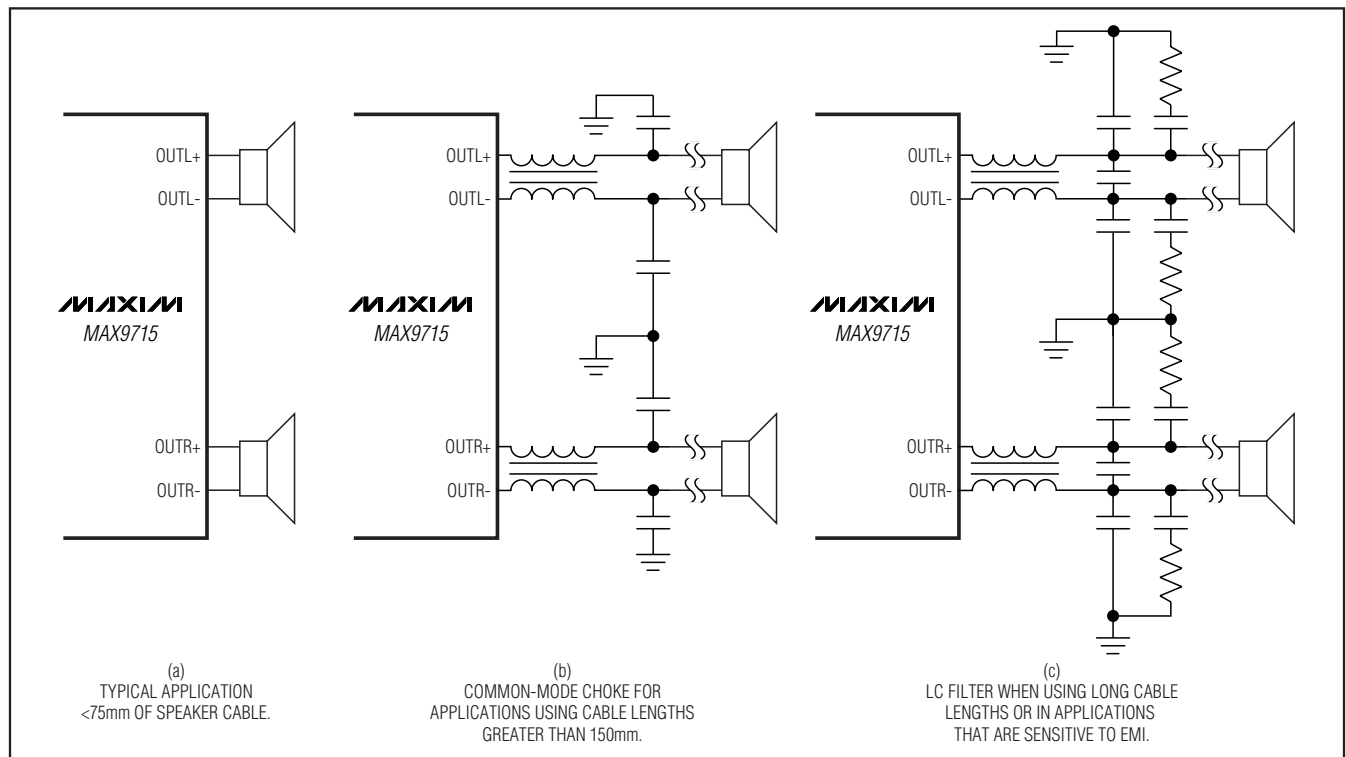 OUTL+
OUTL-
MAXIM
MAX9715
OUTR+
OUTR-
(a)
TYPICAL APPLICATION
<75mm OF SPEAKER CABLE.
OUTL+
OUTL-
MAXIM
MAX9715
OUTR+
OUTR-
(b)
COMMON-MODE CHOKE FOR
APPLICATIONS USING CABLE LENGTHS
GREATER THAN 150mm.
OUTL+
OUTL-
MAXIM
MAX9715
OUTR+
OUTR-
(c)
LC FILTER WHEN USING LONG CABLE
LENGTHS OR IN APPLICATIONS
THAT ARE SENSITIVE TO EMI.